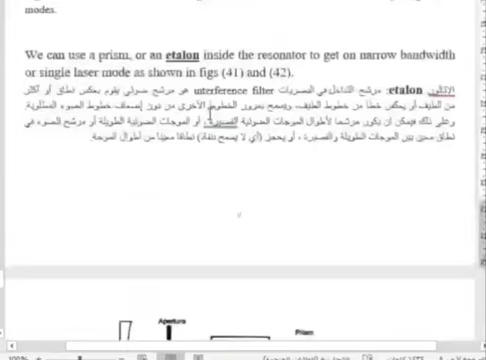 modes.
We can use a prism, or an etalon inside the resonator to get on narrow bandwidth
or single laser mode as shown in figs (41) and (42).
الإيتالون etalon: مرشح التداخل في البصريات interference filter هو مرشح ضوئي يقوم بعكس نطاق أو أكثر
من الطيف أو يعكس خطا من خطوط الطيف، ويسمح بمرور الخطوط الأخرى من دون إضعاف خطوط الضوء المطلوبة.
وعلى ذلك فيمكن ان يكون مرشحا لأطوال الموجات الضوئية القصيرة، أو الموجات الضوئية الطويلة أو مرشح الضوء في
نطاق معين بين الموجات الطويلة والقصيرة، أو يحجز (أي لا يسمح بنفاذ) نطاقا معينا من أطوال الموجة.
Aperture
Prism
100%